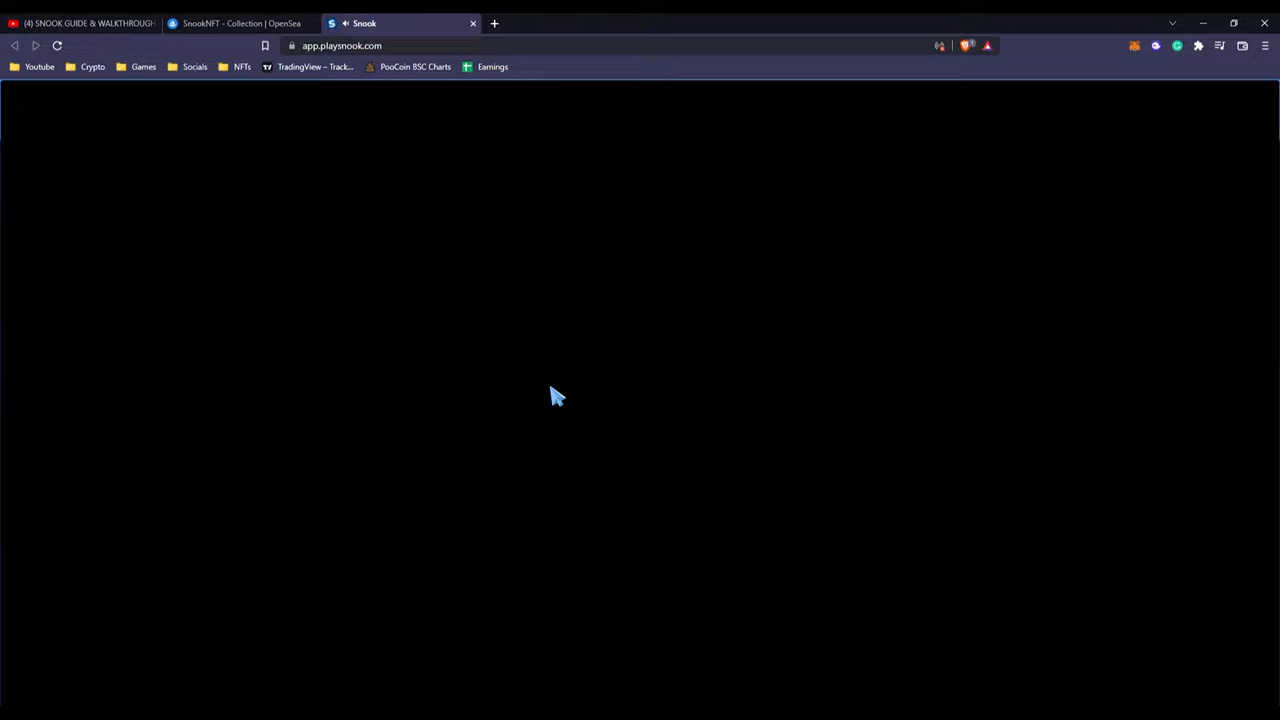 (4) SNOOK GUIDE & WALKTHROUGH
SnookNFT - Collection | OpenSea
S Snook
app.playsnook.com
1
Youtube
Crypto
Games
Socials
NFTs
TradingView – Track...
PooCoin BSC Charts
Earnings